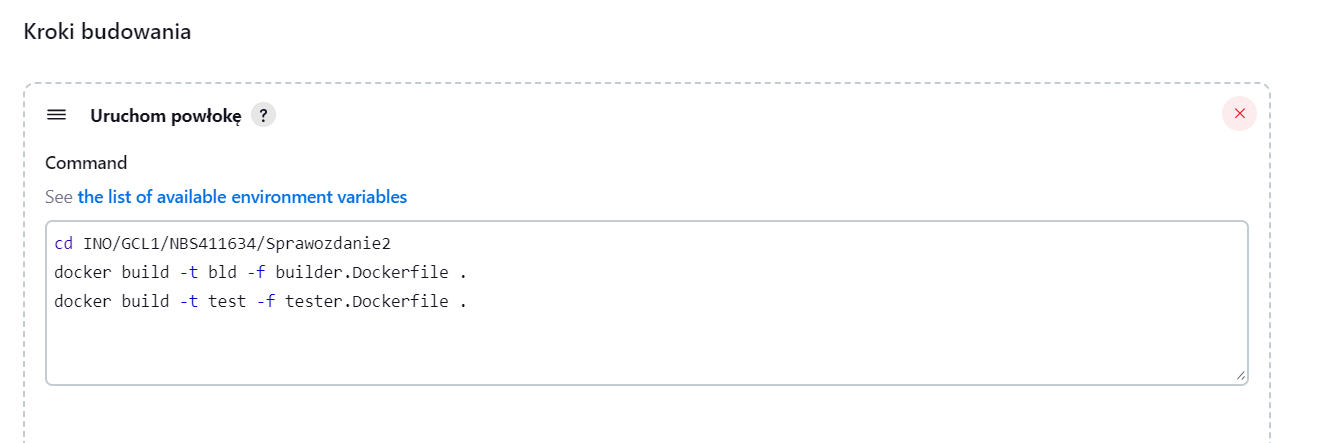 Kroki budowania
Uruchom powłokę ?
Command
See the list of available environment variables
cd INO/GCL1/NBS411634/Sprawozdanie2
docker build -t bld -f builder.Dockerfile .
docker build -t test -f tester.Dockerfile .